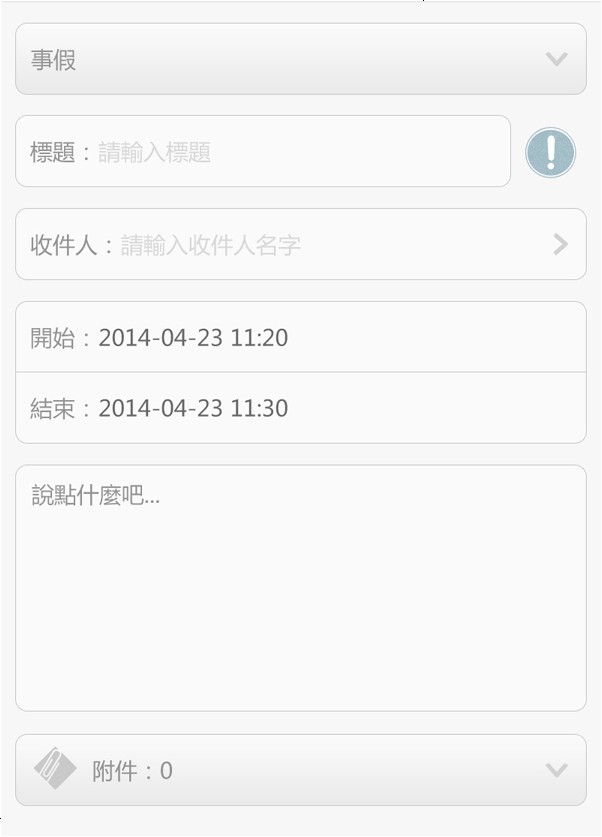 事假
標題：請輸入標題
收件人：請輸入收件人名字
開始：2014-04-23 11:20
結束：2014-04-23 11:30
說點什麼吧...
附件：0